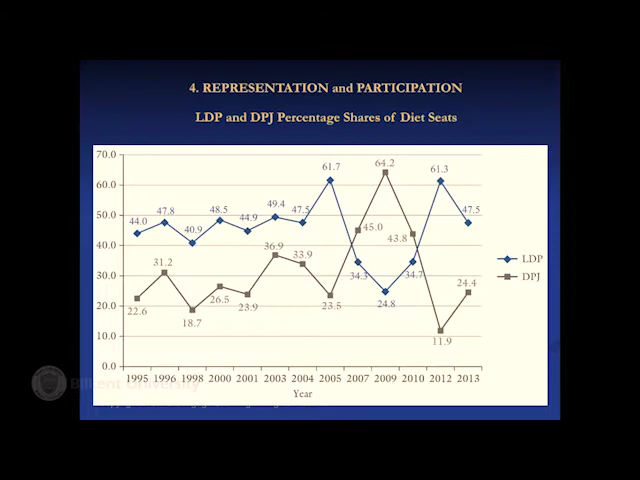 4. REPRESENTATION and PARTICIPATION
LDP and DPJ Percentage Shares of Diet Seats
70.0
60.0
50.0
40.0
30.0
20.0
10.0
0.0
44.0 47.8 40.9 48.5 44.9 49.4 47.5 61.7 34.3 24.8 34.7 61.3 47.5
22.6 31.2 18.7 26.5 23.9 36.9 33.9 23.5 45.0 64.2 43.8 11.9 24.4
LDP
DPJ
1995 1996 1998 2000 2001 2003 2004 2005 2007 2009 2010 2012 2013
Year
Bilkent University